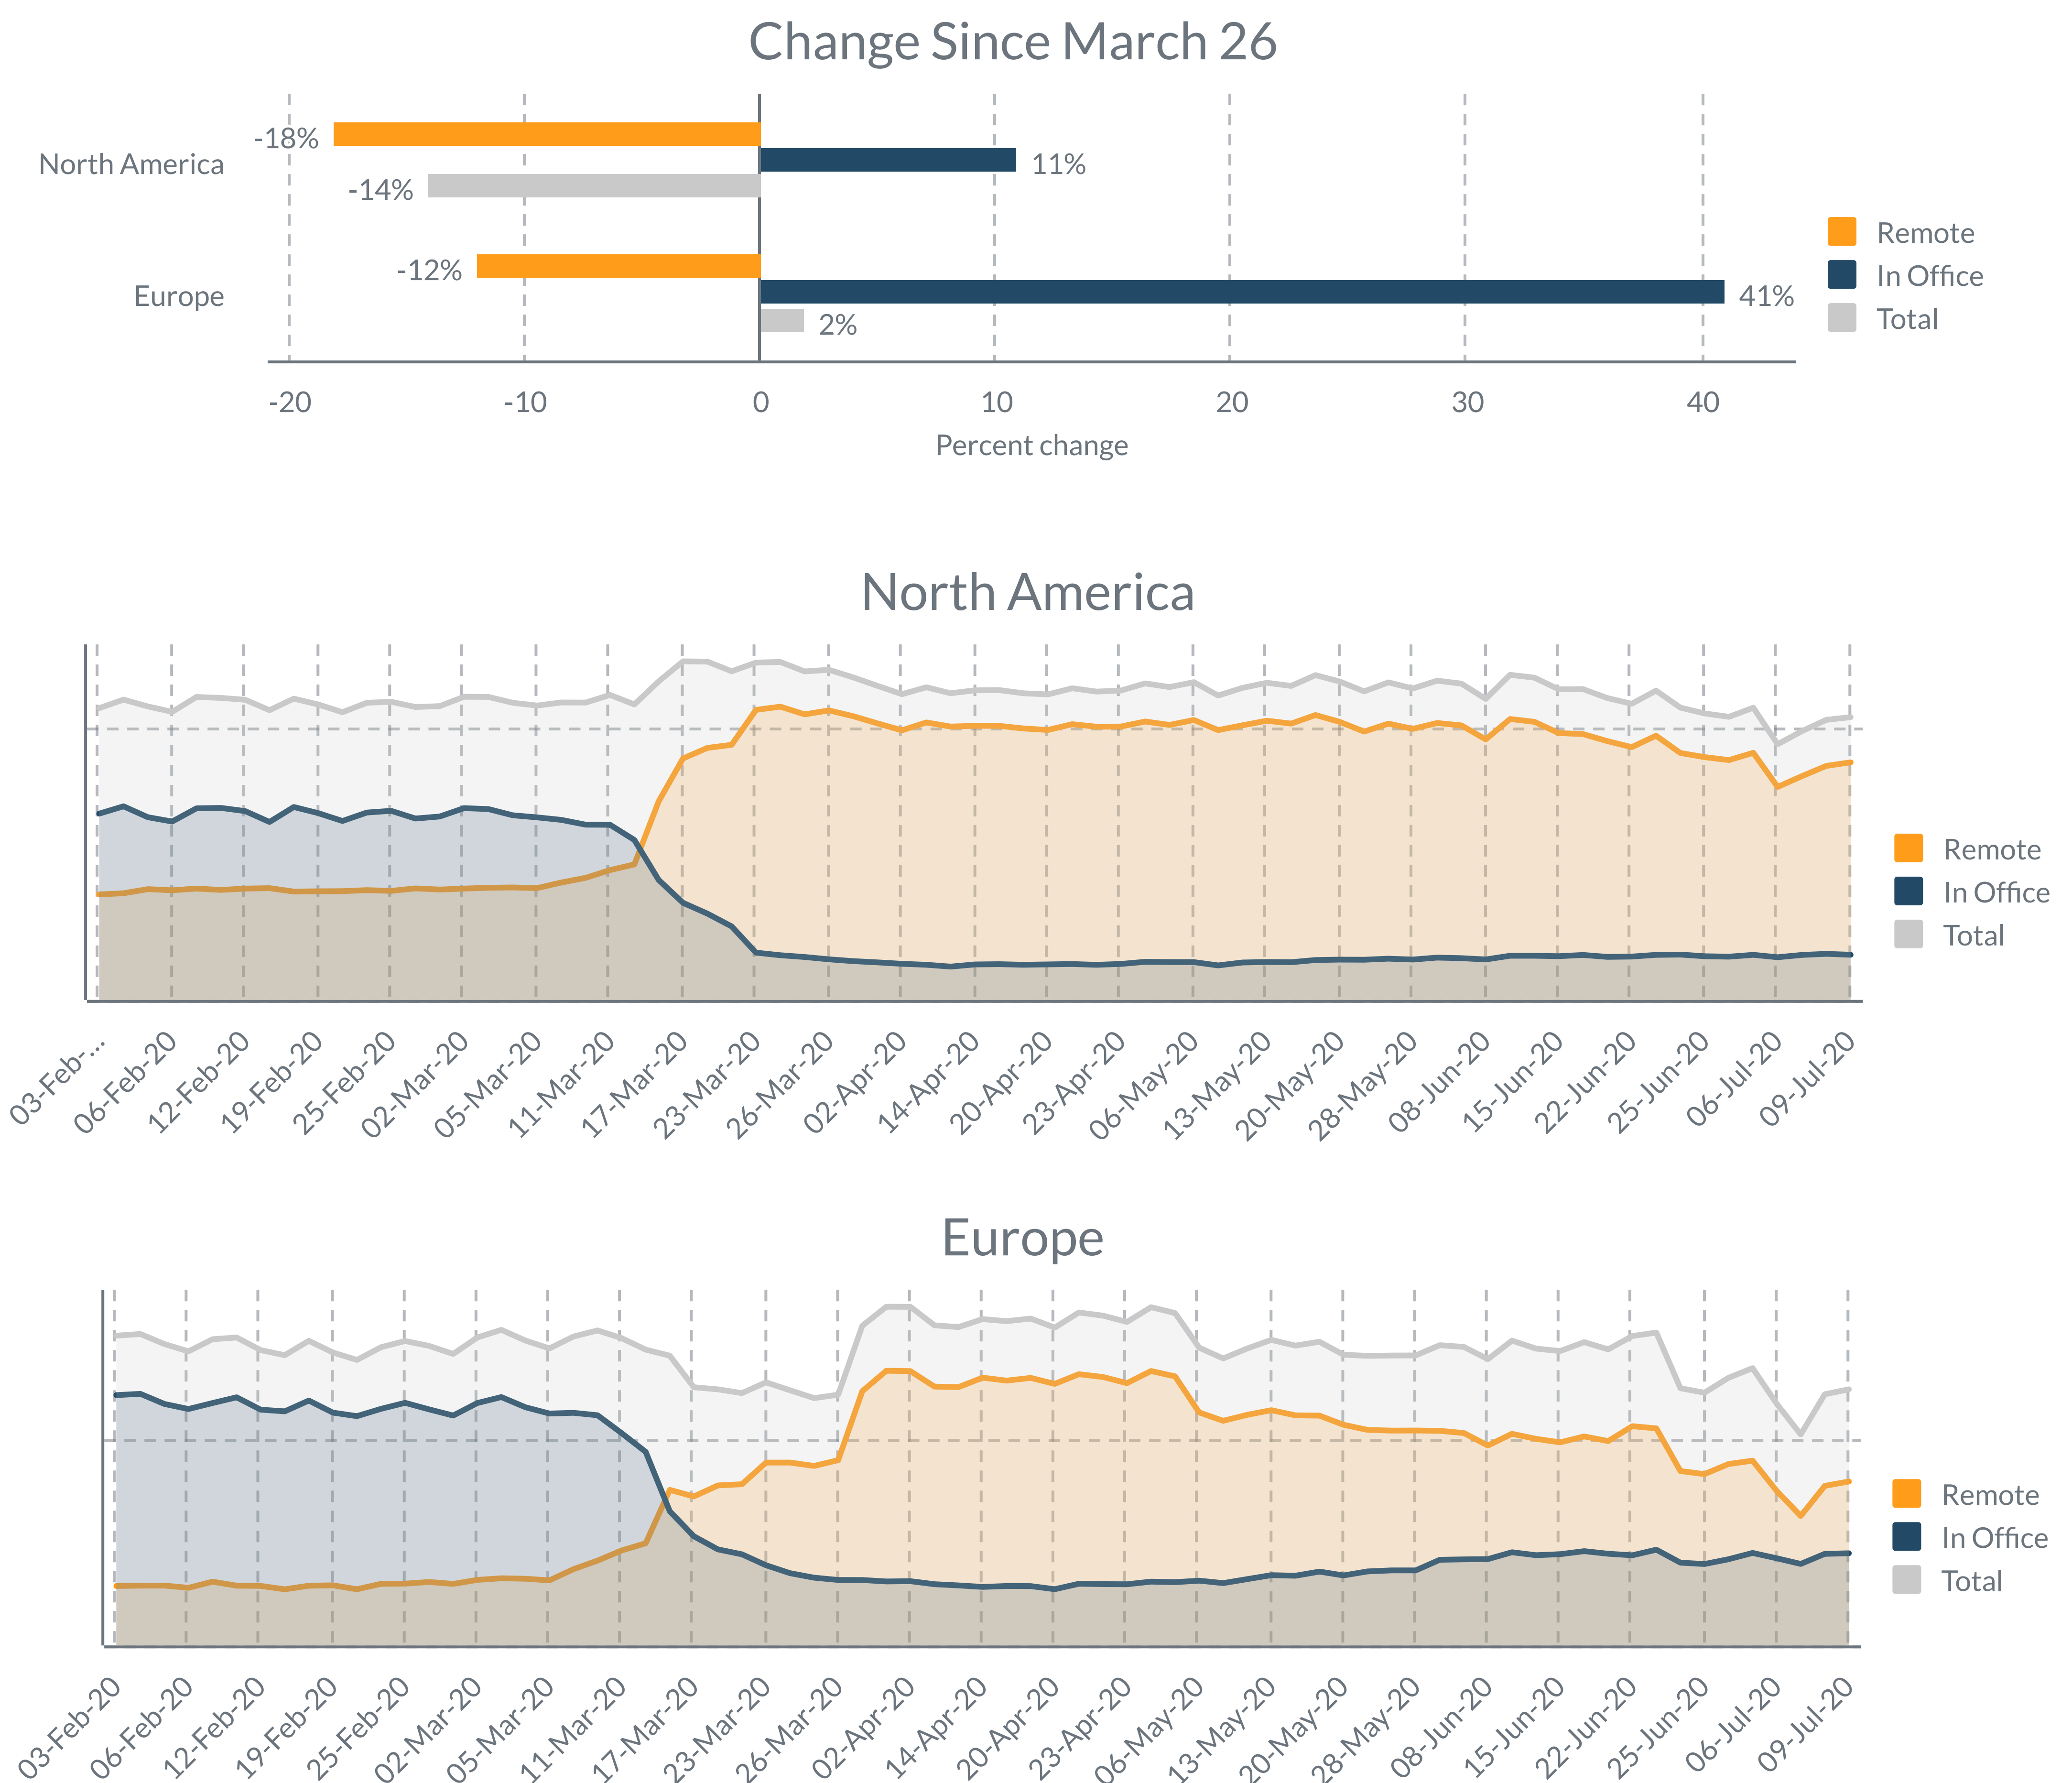 Change Since March 26
-18%
North America
11%
-14%
-12%
Europe
41%
2%
Remote
In Office
Total
-20 -10 0 10 20 30 40
Percent change
North America
Remote
In Office
Total
03-Feb-... 06-Feb-20 12-Feb-20 19-Feb-20 25-Feb-20 02-Mar-20 05-Mar-20 11-Mar-20 17-Mar-20 23-Mar-20 26-Mar-20 02-Apr-20 14-Apr-20 20-Apr-20 23-Apr-20 06-May-20 13-May-20 20-May-20 28-May-20 08-Jun-20 15-Jun-20 22-Jun-20 25-Jun-20 06-Jul-20 09-Jul-20
Europe
Remote
In Office
Total
03-Feb-20 06-Feb-20 12-Feb-20 19-Feb-20 25-Feb-20 02-Mar-20 05-Mar-20 11-Mar-20 17-Mar-20 23-Mar-20 26-Mar-20 02-Apr-20 14-Apr-20 20-Apr-20 23-Apr-20 06-May-20 13-May-20 20-May-20 28-May-20 08-Jun-20 15-Jun-20 22-Jun-20 25-Jun-20 06-Jul-20 09-Jul-20